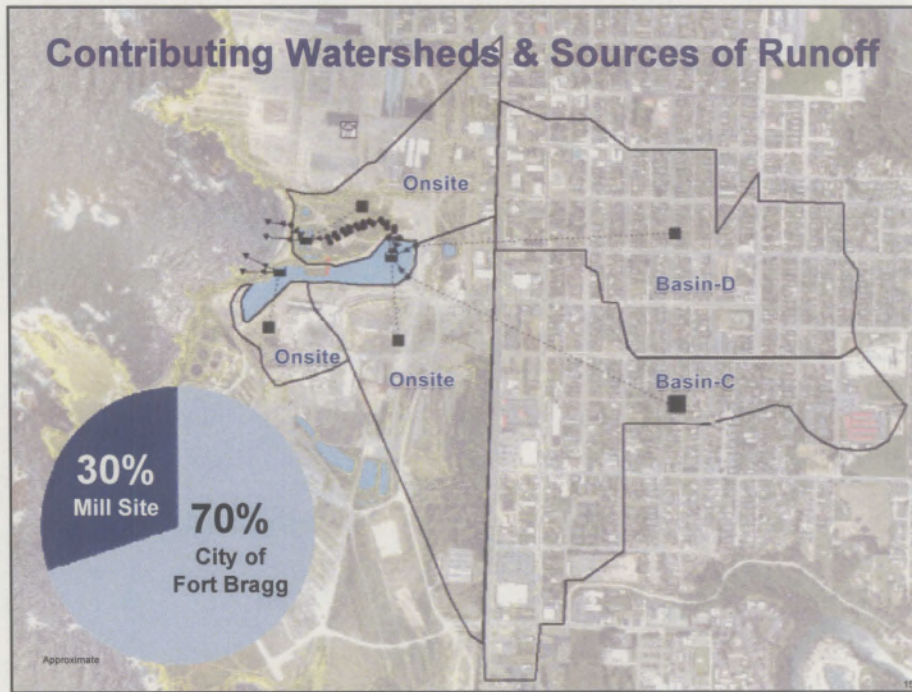 Contributing Watersheds & Sources of Runoff
Onsite
Basin-D
Onsite
Onsite
Basin-C
30%
Mill Site
70%
City of
Fort Bragg
Approximate